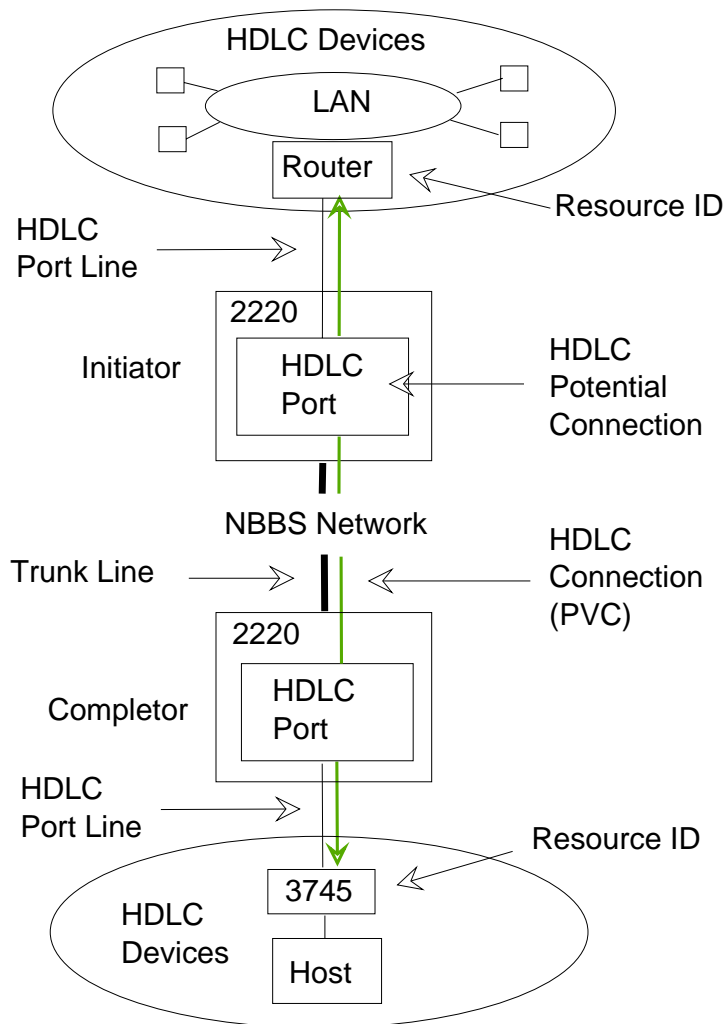 HDLC Devices
LAN
Router
Resource ID
HDLC
Port Line
2220
Initiator
HDLC
Port
HDLC
Potential
Connection
NBBS Network
Trunk Line
HDLC
Connection
(PVC)
2220
Completor
HDLC
Port
HDLC
Port Line
Resource ID
3745
HDLC
Devices
Host